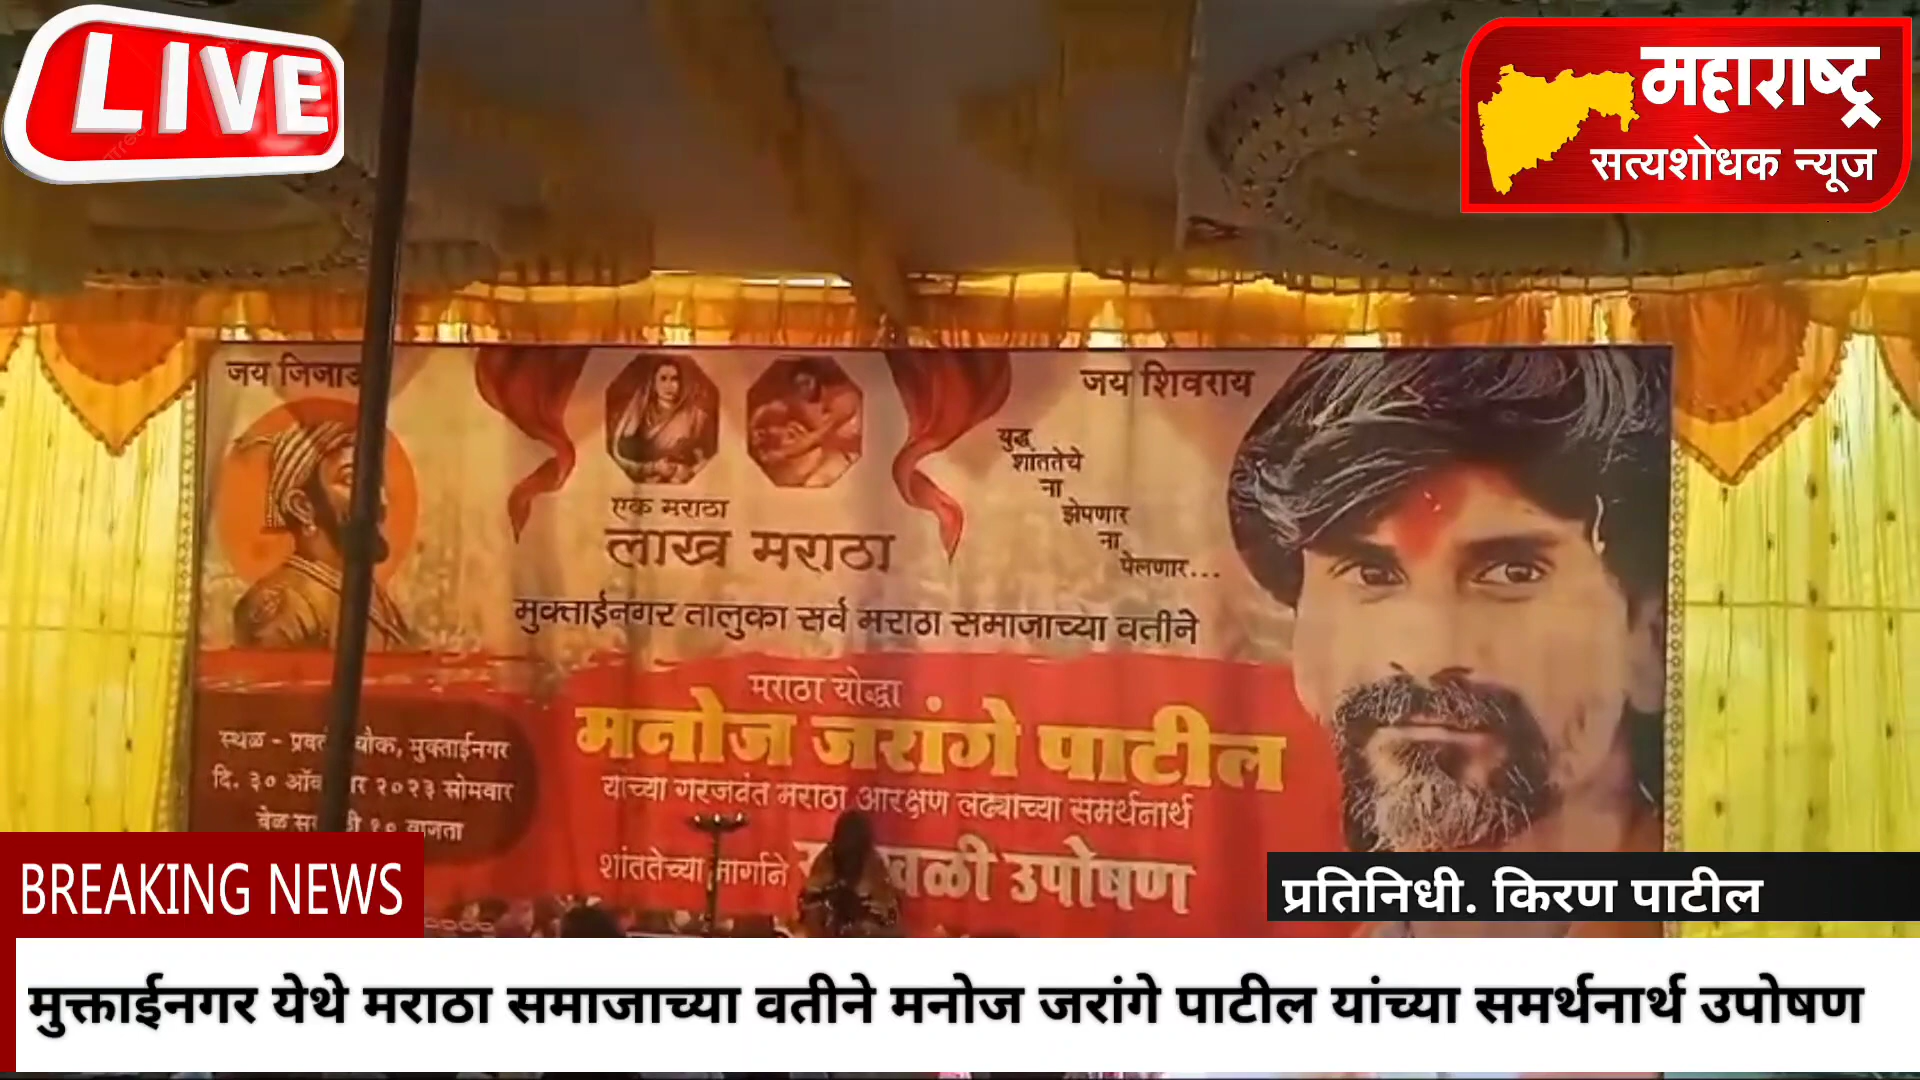 LIVE
महाराष्ट्र
सत्यशोधक न्यूज
जय
जय शिवराय
युद्ध
शांततेचे
ना
झेपणार
ना
पेलणार...
एक मराठा
लाख मराठा
मुक्ताईनगर तालुका सर्व मराठा समाजाच्या वतीने
मराठा योद्धा
मनोज जरांगे पाटील
यांच्या गरजवंत मराठा आरक्षण लढ्याच्या समर्थनार्थ
शांततेच्या मार्गाने उपोषण
स्थळ - चौक, मुक्ताईनगर
दि. ३० २०२३ सोमवार
वेळ १० वाजता
BREAKING NEWS
प्रतिनिधी. किरण पाटील
मुक्ताईनगर येथे मराठा समाजाच्या वतीने मनोज जरांगे पाटील यांच्या समर्थनार्थ उपोषण